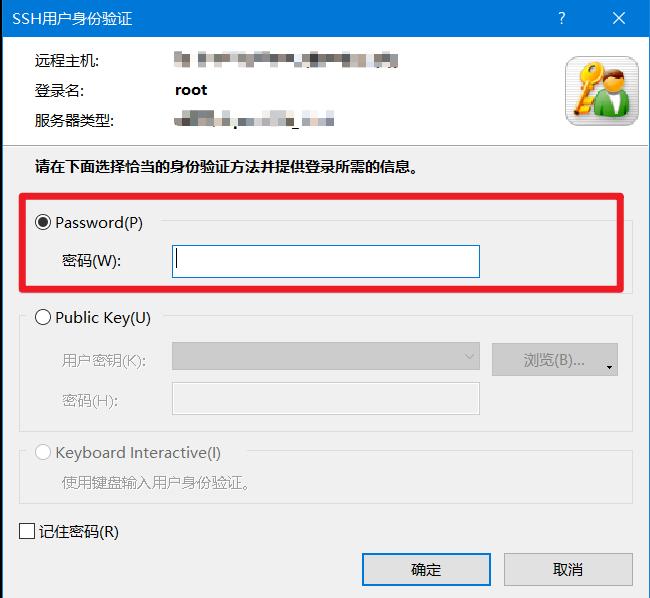 SSH用户身份验证 ?
远程主机:
登录名: root
服务器类型:
请在下面选择恰当的身份验证方法并提供登录所需的信息。
Password(P)
密码(W):
Public Key(U)
用户密钥(K): 浏览(B)...
密码(H):
Keyboard Interactive(I)
使用键盘输入用户身份验证。
记住密码(R)
确定 取消